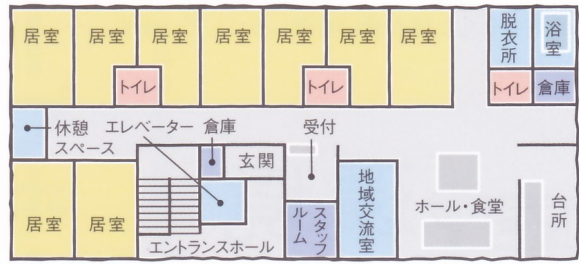 居室
居室
居室
居室
居室
居室
居室
脱衣所
浴室
トイレ
トイレ
トイレ
倉庫
休憩
スペース
エレベーター
倉庫
受付
玄関
居室
居室
エントランスホール
スタッフ
ルーム
地域交流室
ホール・食堂
台所